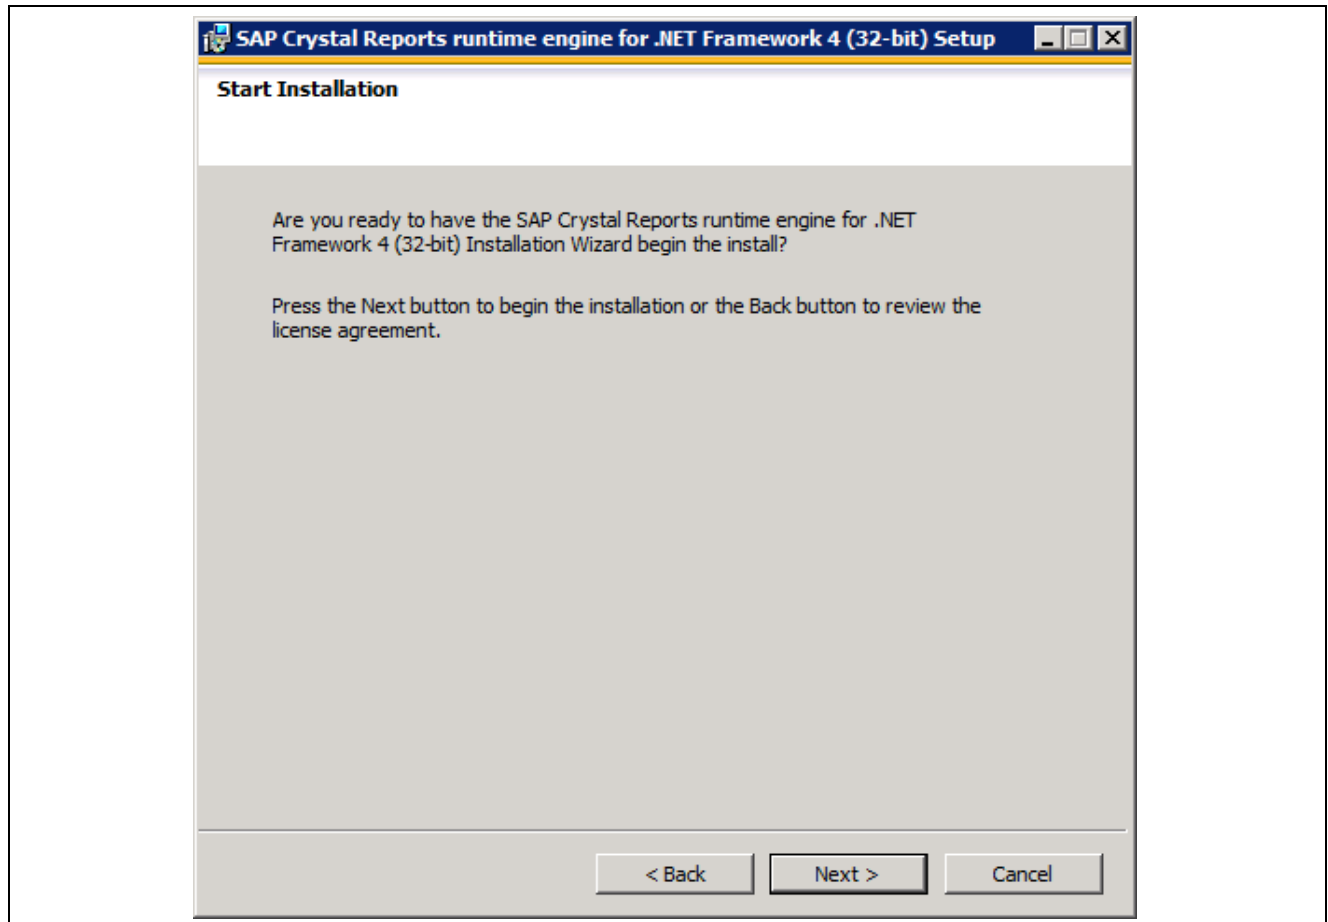 SAP Crystal Reports runtime engine for .NET Framework 4 (32-bit) Setup
Start Installation
Are you ready to have the SAP Crystal Reports runtime engine for .NET
Framework 4 (32-bit) Installation Wizard begin the install?
Press the Next button to begin the installation or the Back button to review the
license agreement.
< Back
Next >
Cancel